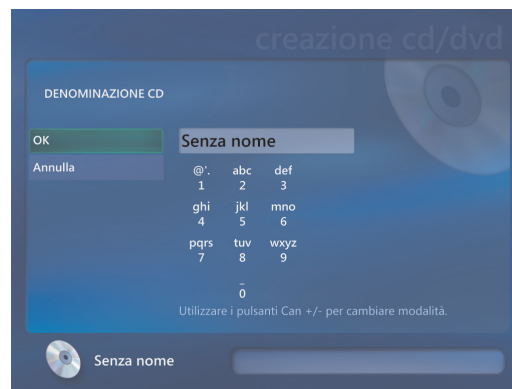 creazione cd/dvd
DENOMINAZIONE CD
OK
Annulla
Senza nome
@'. abc def
1 2 3
ghi jkl mno
4 5 6
pqrs tuv wxyz
7 8 9
_
0
Utilizzare i pulsanti Can +/- per cambiare modalità.
Senza nome